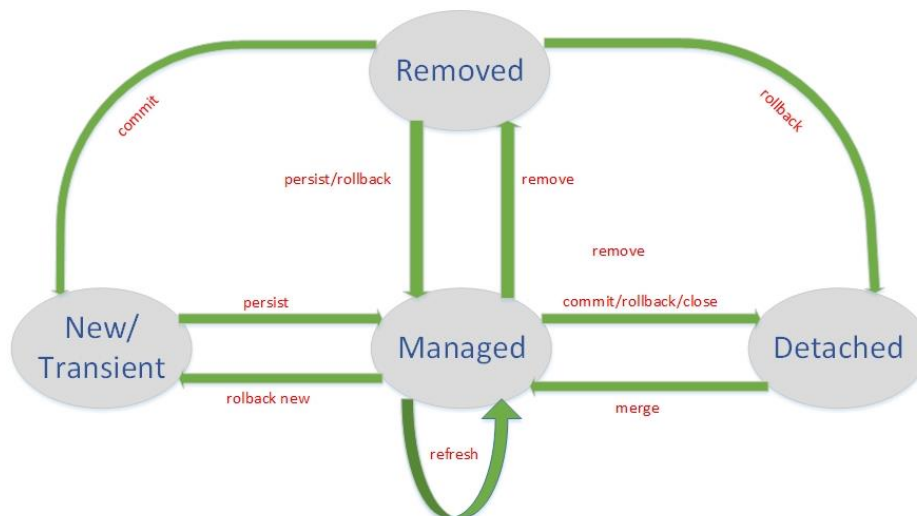 Removed
commit
rollback
persist/rollback
remove
remove
persist
commit/rollback/close
New/
Transient
Managed
Detached
rolback new
merge
refresh